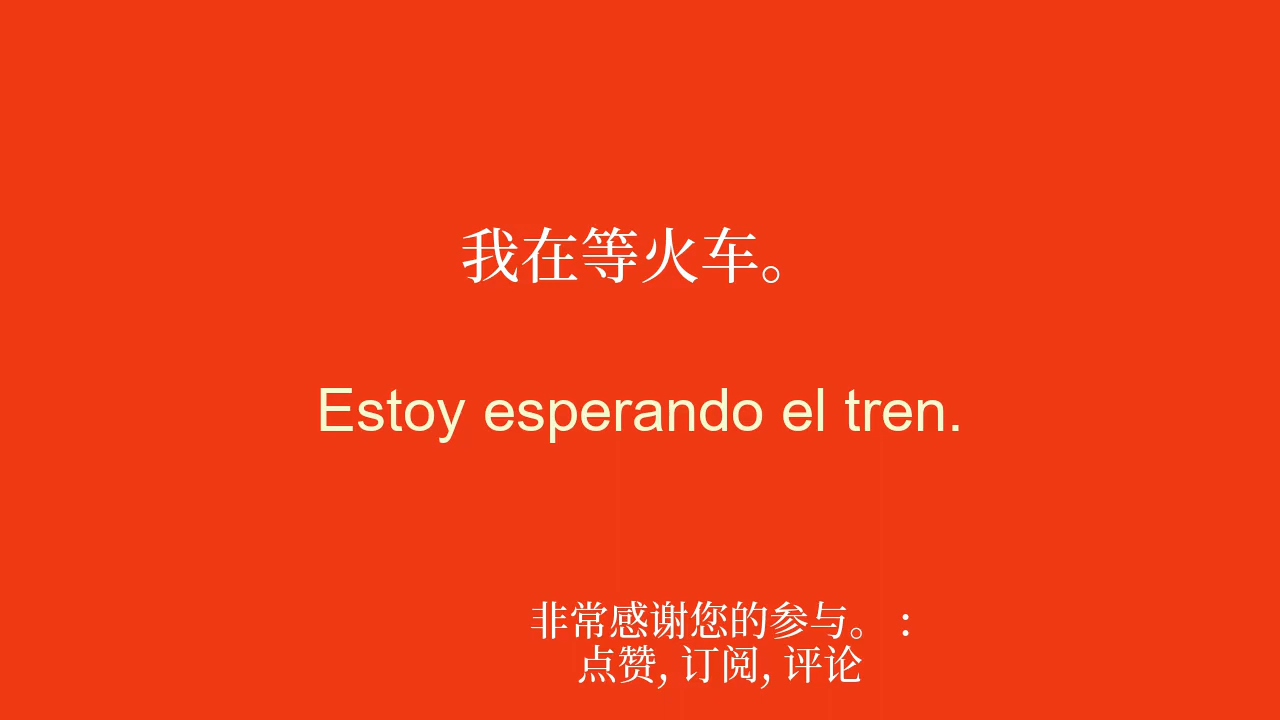 我在等火车。
Estoy esperando el tren.
非常感谢您的参与。 :
点赞, 订阅, 评论